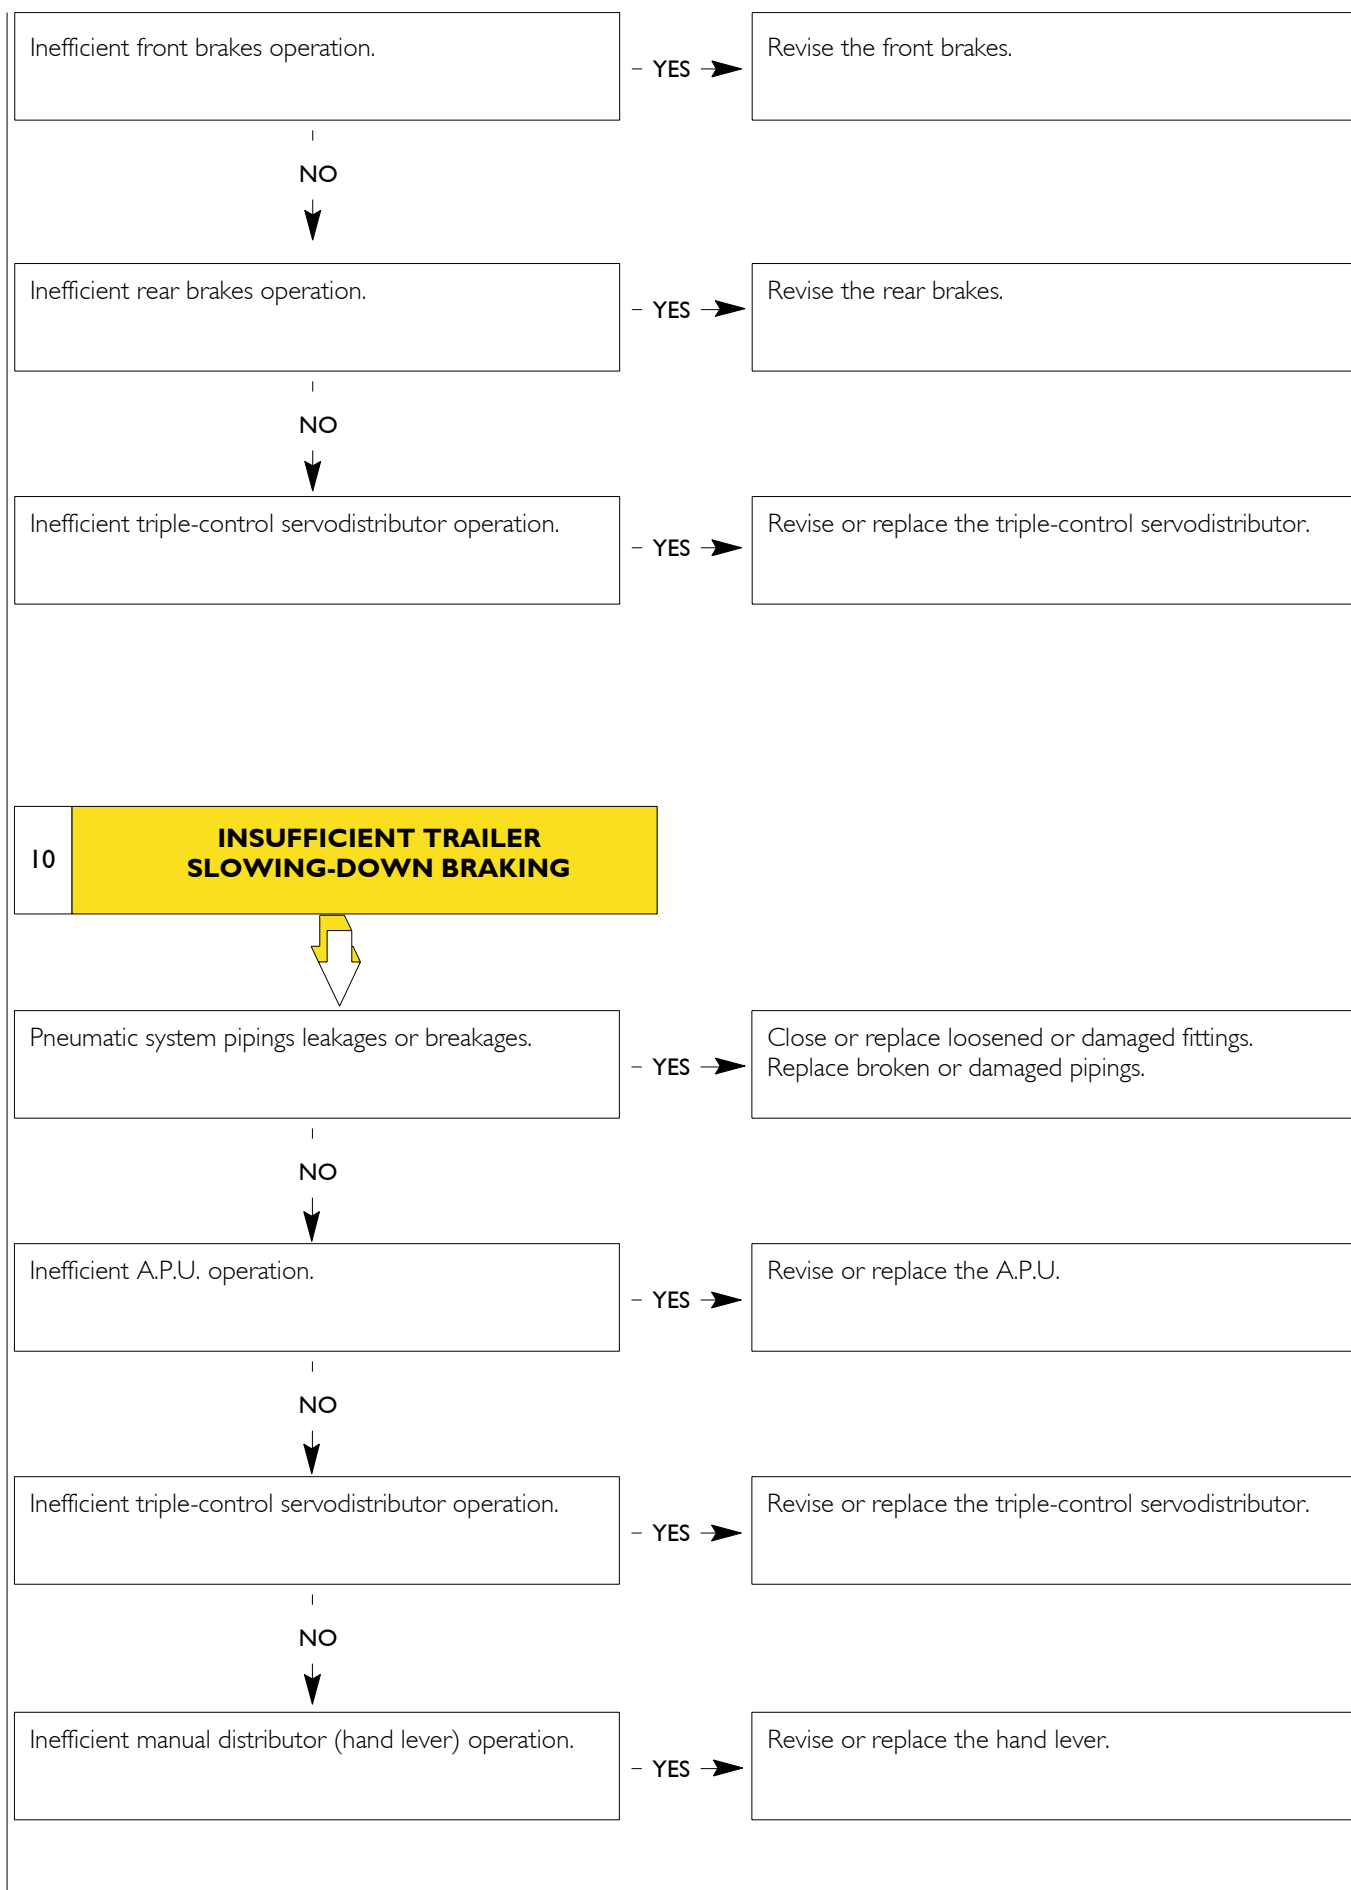 Inefficient front brakes operation.
YES
Revise the front brakes.
NO
Inefficient rear brakes operation.
YES
Revise the rear brakes.
NO
Inefficient triple-control servodistributor operation.
YES
Revise or replace the triple-control servodistributor.
10
INSUFFICIENT TRAILER
SLOWING-DOWN BRAKING
Pneumatic system pipings leakages or breakages.
YES
Close or replace loosened or damaged fittings.
Replace broken or damaged pipings.
NO
Inefficient A.P.U. operation.
YES
Revise or replace the A.P.U.
NO
Inefficient triple-control servodistributor operation.
YES
Revise or replace the triple-control servodistributor.
NO
Inefficient manual distributor (hand lever) operation.
YES
Revise or replace the hand lever.